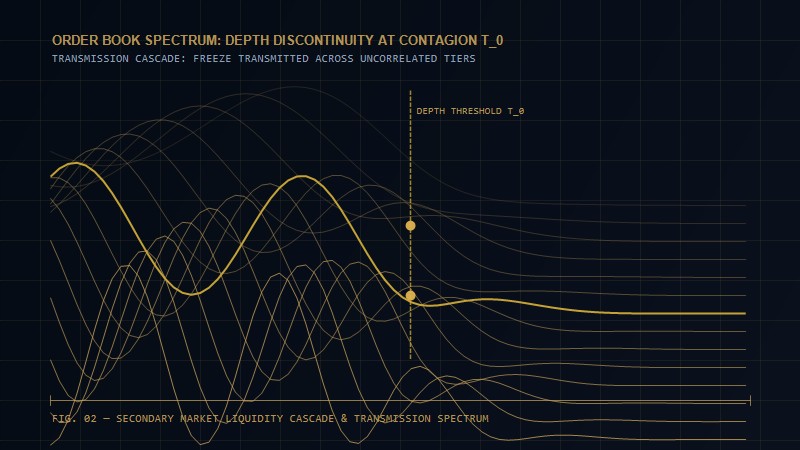 ORDER BOOK SPECTRUM: DEPTH DISCONTINUITY AT CONTAGION T_0
TRANSMISSION CASCADE: FREEZE TRANSMITTED ACROSS UNCORRELATED TIERS
DEPTH THRESHOLD T_0
FIG. 02 — SECONDARY MARKET/LIQUIDITY CASCADE & TRANSMISSION SPECTRUM